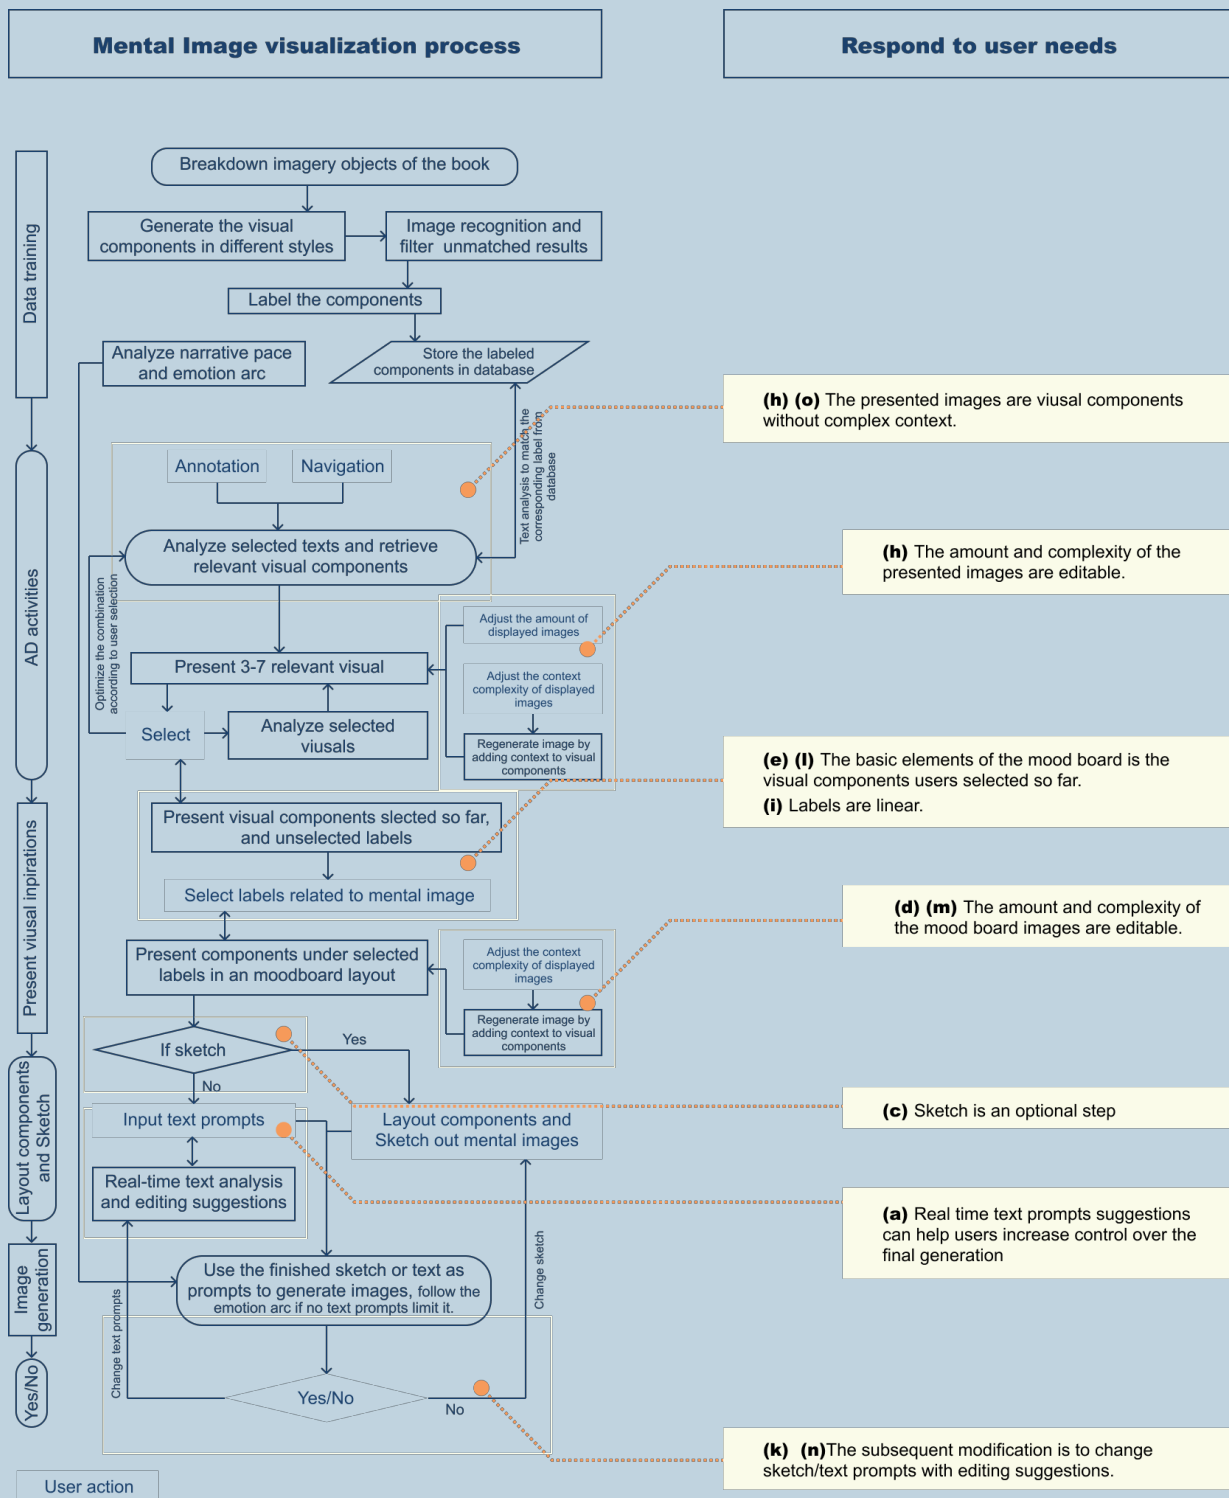 Mental Image visualization process
Respond to user needs
Data training
Breakdown imagery objects of the book
Generate the visual
components in different styles
Image recognition and
filter unmatched results
Label the components
Analyze narrative pace
and emotion arc
Store the labeled
components in database
Text analysis to match the
corresponding label from
database
(h) (o) The presented images are viusal components
without complex context.
AD activities
Annotation
Navigation
Analyze selected texts and retrieve
relevant visual components
Optimize the combination
according to user selection
(h) The amount and complexity of the
presented images are editable.
Adjust the amount of
displayed images
Present 3-7 relevant visual
Adjust the context
complexity of displayed
images
Select
Analyze selected
viusals
Regenerate image by
adding context to visual
components
(e) (l) The basic elements of the mood board is the
visual components users selected so far.
(i) Labels are linear.
Present viusal inpirations
Present visual components slected so far,
and unselected labels
Select labels related to mental image
(d) (m) The amount and complexity of
the mood board images are editable.
Present components under selected
labels in an moodboard layout
Adjust the context
complexity of displayed
images
Regenerate image by
adding context to visual
components
Layout components
and Sketch
If sketch
Yes
No
Input text prompts
Layout components and
Sketch out mental images
(c) Sketch is an optional step
Real-time text analysis
and editing suggestions
(a) Real time text prompts suggestions
can help users increase control over the
final generation
Image
generation
Use the finished sketch or text as
prompts to generate images, follow the
emotion arc if no text prompts limit it.
Change text prompts
Change sketch
Yes/No
Yes/No
No
(k) (n)The subsequent modification is to change
sketch/text prompts with editing suggestions.
User action